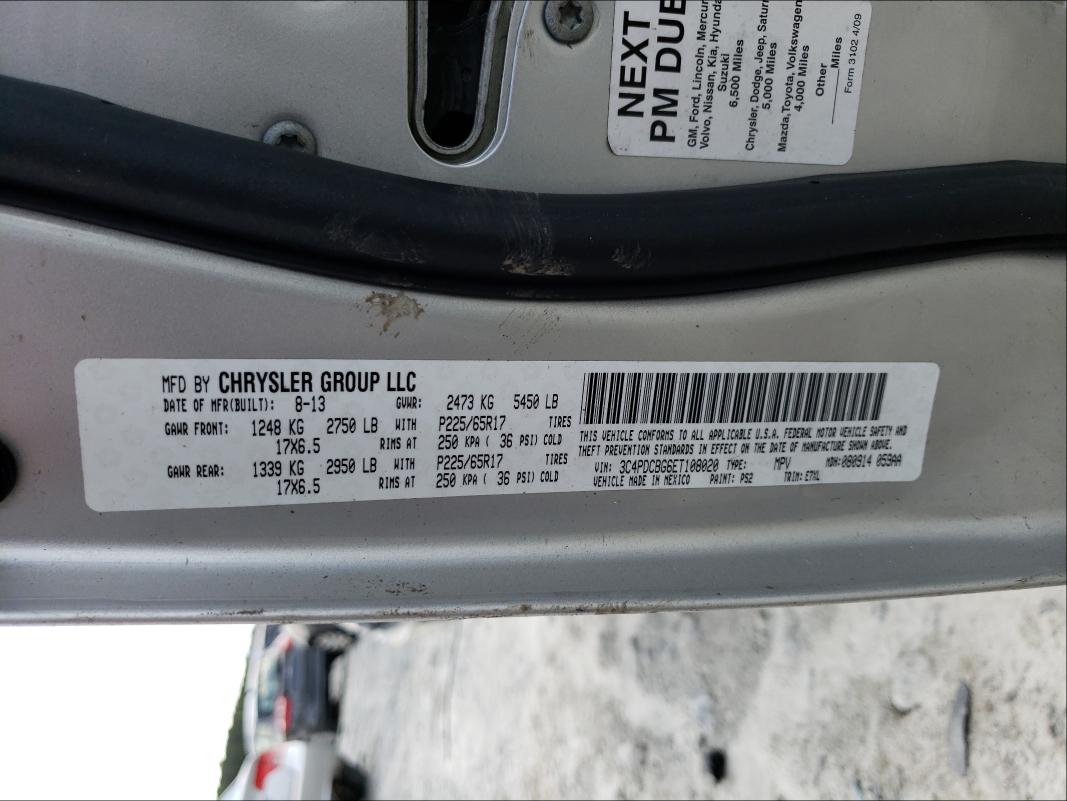 NEXT
PM DUE
GM, Ford, Lincoln, Mercur
Volvo, Nissan, Kia, Hyunda
Suzuki
6,500 Miles
Chrysler, Dodge, Jeep, Satur
5,000 Miles
Mazda, Toyota, Volkswagen
4,000 Miles
Other
Miles
Form 3102 4/09
MFD BY CHRYSLER GROUP LLC
DATE OF MFR(BUILT): 8-13 GVWR: 2473 KG 5450 LB
GAWR FRONT: 1248 KG 2750 LB WITH P225/65R17 TIRES
17X6.5 RIMS AT 250 KPA ( 36 PSI) COLD
GAWR REAR: 1339 KG 2950 LB WITH P225/65R17 TIRES
17X6.5 RIMS AT 250 KPA ( 36 PSI) COLD
THIS VEHICLE CONFORMS TO ALL APPLICABLE U.S.A. FEDERAL MOTOR VEHICLE SAFETY AND
THEFT PREVENTION STANDARDS IN EFFECT ON THE DATE OF MANUFACTURE SHOWN ABOVE.
VIN: 3C4PDCBG6ET108020 TYPE: MPV MDH:080914 059AA
VEHICLE MADE IN MEXICO PAINT: PS2 TRIM: E7XL